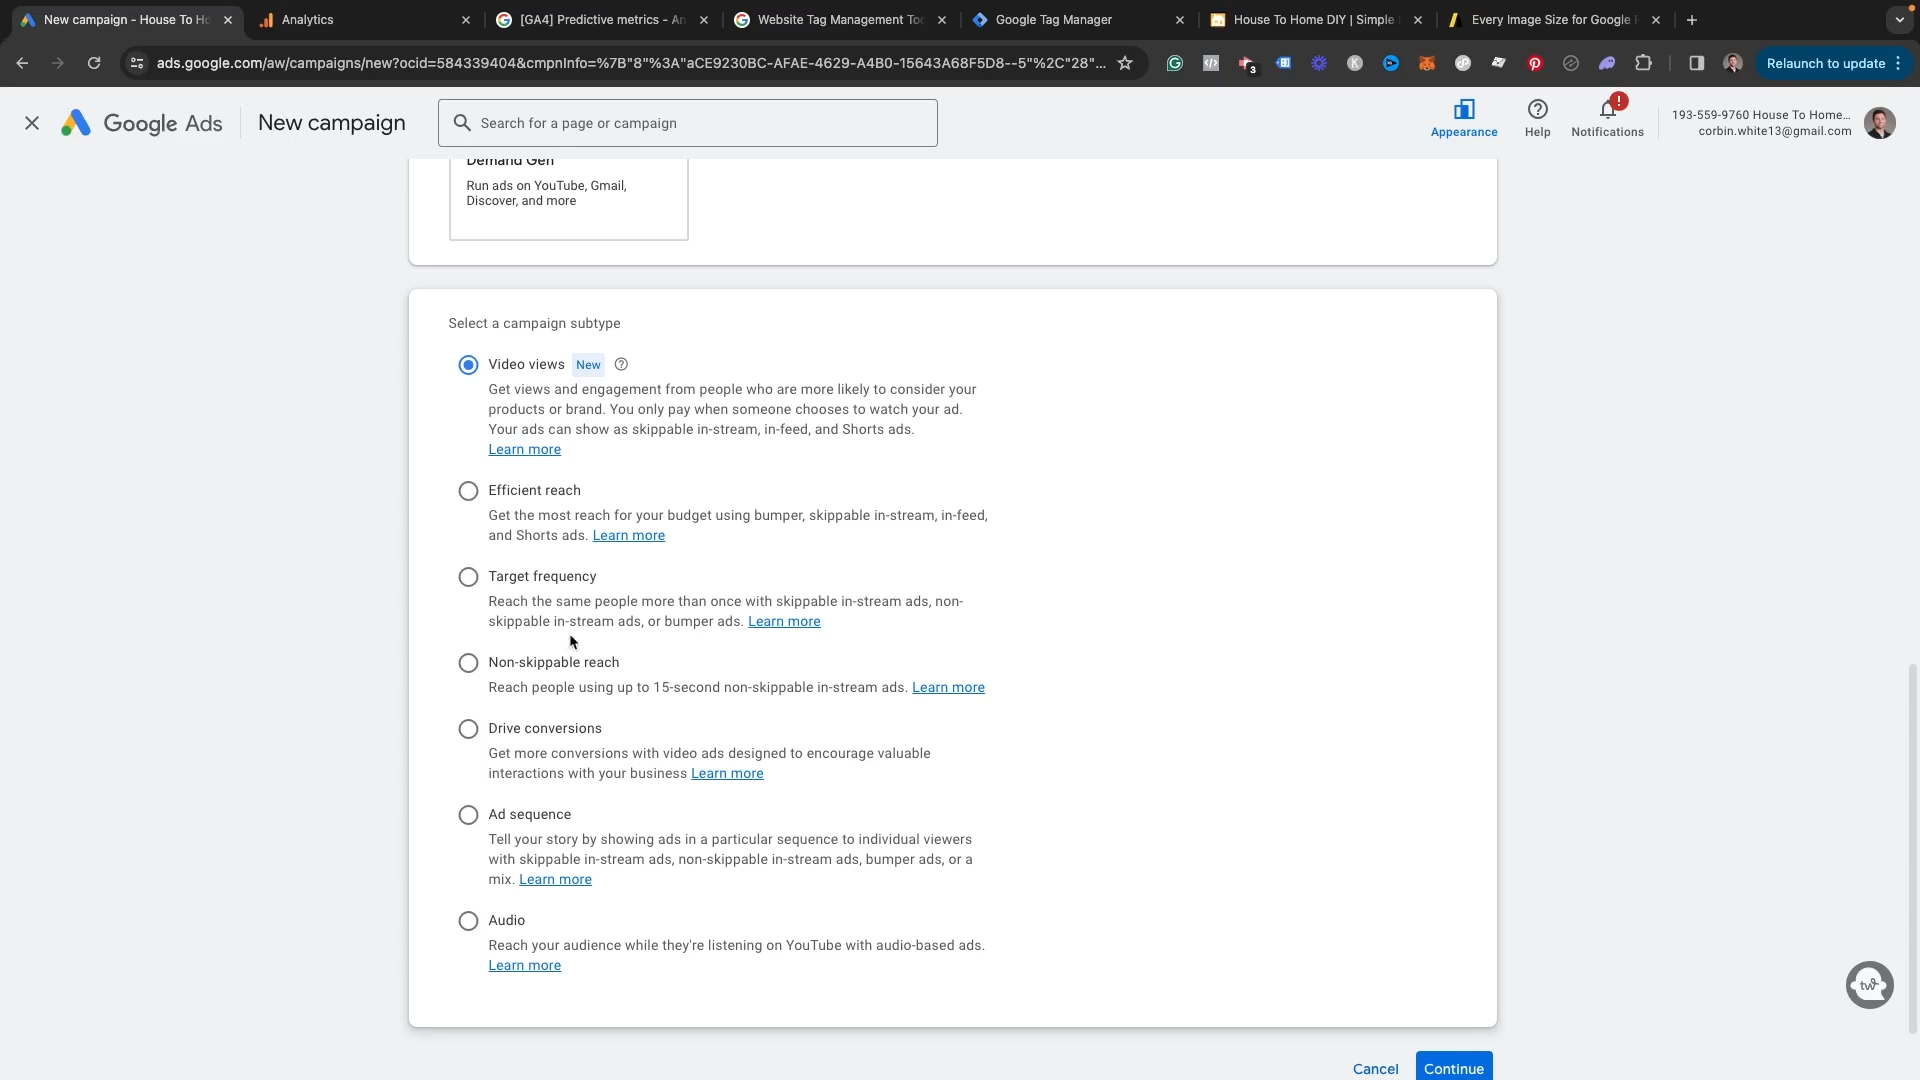 New campaign - House To Ho
Analytics
[GA4] Predictive metrics - An
Website Tag Management Too
Google Tag Manager
House To Home DIY | Simple
Every Image Size for Google
ads.google.com/aw/campaigns/new?ocid=584339404&cmpnInfo=%7B"8"%3A"aCE9230BC-AFAE-4629-A4B0-15643A68F5D8--5"%2C"28"...
3
Relaunch to update
Google Ads
New campaign
Search for a page or campaign
Appearance
Help
Notifications
193-559-9760 House To Home...
corbin.white13@gmail.com
Demand Gen
Run ads on YouTube, Gmail,
Discover, and more
Select a campaign subtype
Video views New
Get views and engagement from people who are more likely to consider your
products or brand. You only pay when someone chooses to watch your ad.
Your ads can show as skippable in-stream, in-feed, and Shorts ads.
Learn more
Efficient reach
Get the most reach for your budget using bumper, skippable in-stream, in-feed,
and Shorts ads. Learn more
Target frequency
Reach the same people more than once with skippable in-stream ads, non-
skippable in-stream ads, or bumper ads. Learn more
Non-skippable reach
Reach people using up to 15-second non-skippable in-stream ads. Learn more
Drive conversions
Get more conversions with video ads designed to encourage valuable
interactions with your business Learn more
Ad sequence
Tell your story by showing ads in a particular sequence to individual viewers
with skippable in-stream ads, non-skippable in-stream ads, bumper ads, or a
mix. Learn more
Audio
Reach your audience while they're listening on YouTube with audio-based ads.
Learn more
Cancel
Continue